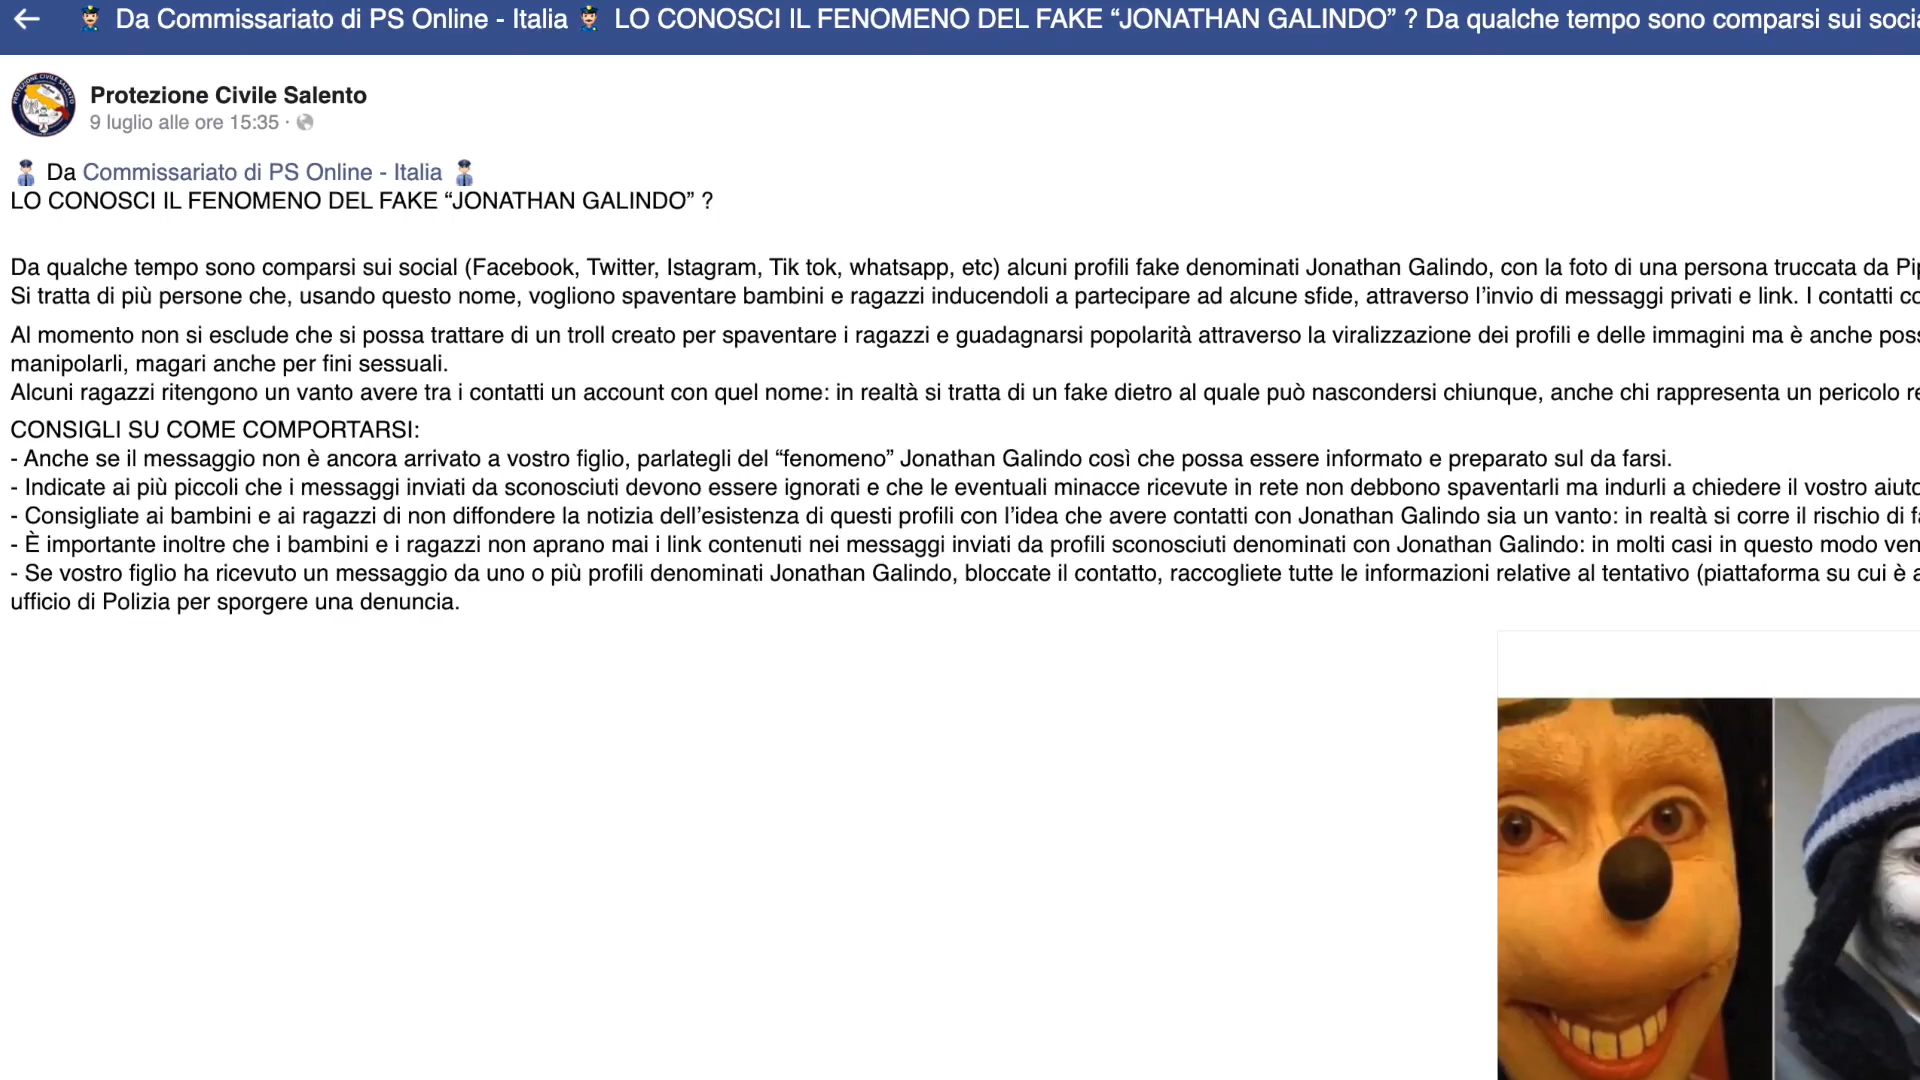 Da Commissariato di PS Online - Italia LO CONOSCI IL FENOMENO DEL FAKE “JONATHAN GALINDO” ? Da qualche tempo sono comparsi sui
Protezione Civile Salento
9 luglio alle ore 15:35 ·
Da Commissariato di PS Online - Italia
LO CONOSCI IL FENOMENO DEL FAKE “JONATHAN GALINDO” ?
Da qualche tempo sono comparsi sui social (Facebook, Twitter, Istagram, Tik tok, whatsapp, etc) alcuni profili fake denominati Jonathan Galindo, con la foto di una persona truccata da
Si tratta di più persone che, usando questo nome, vogliono spaventare bambini e ragazzi inducendoli a partecipare ad alcune sfide, attraverso l’invio di messaggi privati e link. I contatti
Al momento non si esclude che si possa trattare di un troll creato per spaventare i ragazzi e guadagnarsi popolarità attraverso la viralizzazione dei profili e delle immagini ma è anche
manipolarli, magari anche per fini sessuali.
Alcuni ragazzi ritengono un vanto avere tra i contatti un account con quel nome: in realtà si tratta di un fake dietro al quale può nascondersi chiunque, anche chi rappresenta un pericolo
CONSIGLI SU COME COMPORTARSI:
- Anche se il messaggio non è ancora arrivato a vostro figlio, parlategli del “fenomeno” Jonathan Galindo così che possa essere informato e preparato sul da farsi.
- Indicate ai più piccoli che i messaggi inviati da sconosciuti devono essere ignorati e che le eventuali minacce ricevute in rete non debbono spaventarli ma indurli a chiedere il vostro aiuto
- Consigliate ai bambini e ai ragazzi di non diffondere la notizia dell’esistenza di questi profili con l’idea che avere contatti con Jonathan Galindo sia un vanto: in realtà si corre il rischio di
- È importante inoltre che i bambini e i ragazzi non aprano mai i link contenuti nei messaggi inviati da profili sconosciuti denominati con Jonathan Galindo: in molti casi in questo modo
- Se vostro figlio ha ricevuto un messaggio da uno o più profili denominati Jonathan Galindo, bloccate il contatto, raccogliete tutte le informazioni relative al tentativo (piattaforma su cui è
ufficio di Polizia per sporgere una denuncia.